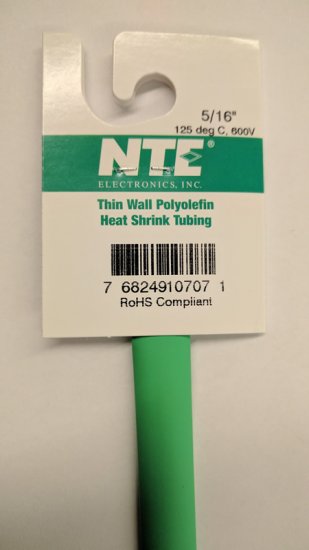 5/16"
125 deg C, 600V
NTE®
ELECTRONICS, INC.
Thin Wall Polyolefin
Heat Shrink Tubing
7 6824910707 1
RoHS Compliant